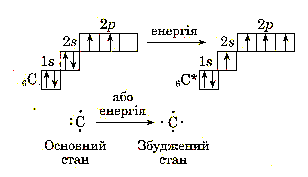 2p енергія 2p
2s 2s
1s 1s
₆C ₆C*
або
:Ċ енергія ·Ċ·
Основний Збуджений
стан стан